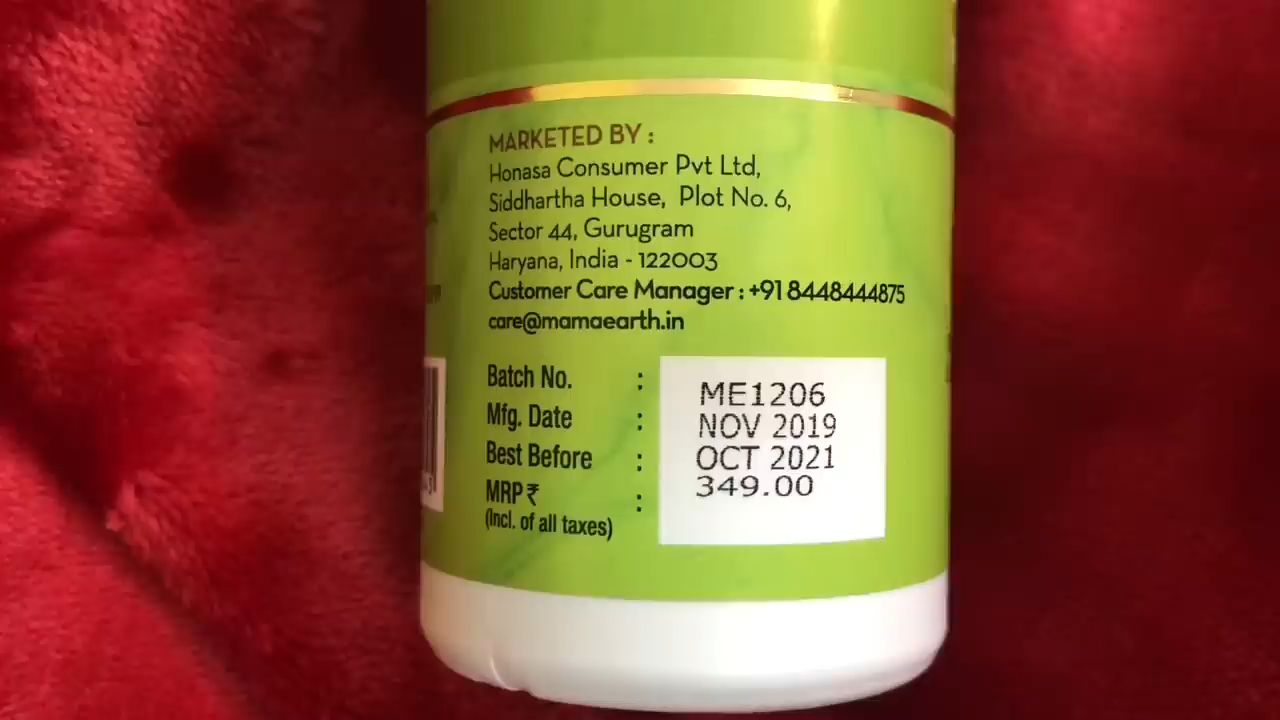 MARKETED BY :
Honasa Consumer Pvt Ltd,
Siddhartha House, Plot No. 6,
Sector 44, Gurugram
Haryana, India - 122003
Customer Care Manager : +91 8448444875
care@mamaearth.in
Batch No. : ME1206
Mfg. Date : NOV 2019
Best Before : OCT 2021
MRP ₹ : 349.00
(Incl. of all taxes)